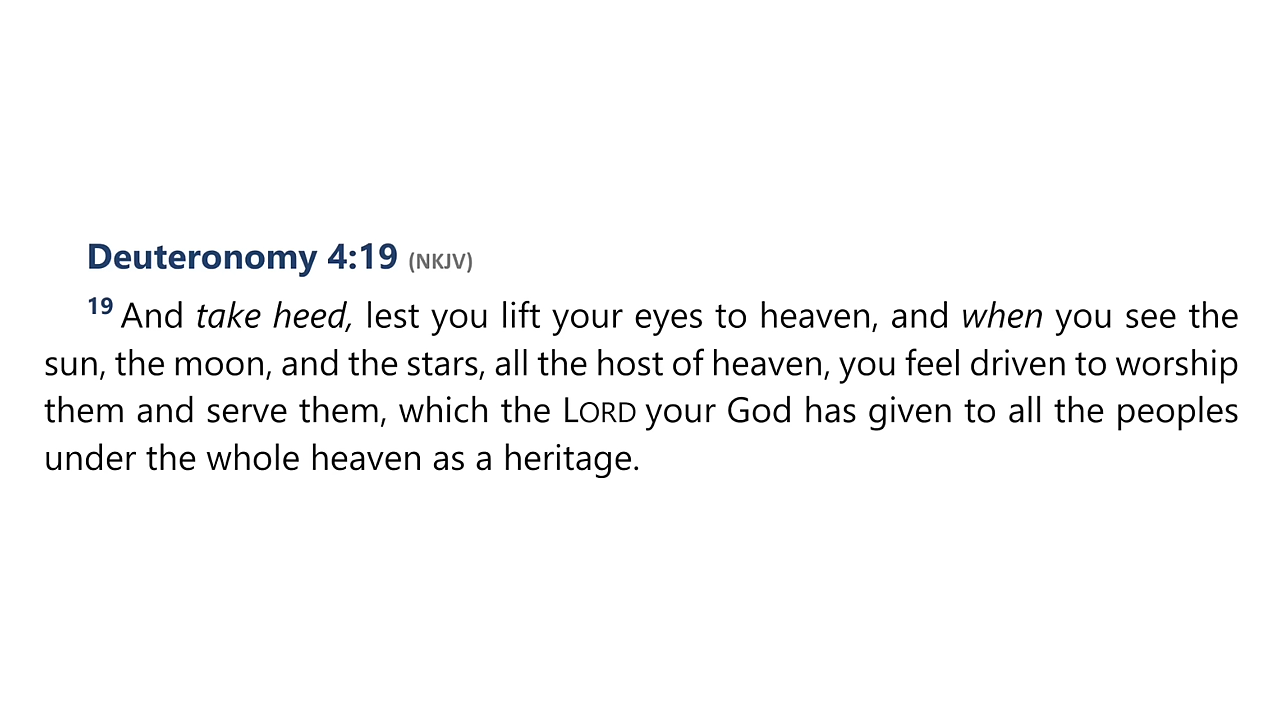 Deuteronomy 4:19 (NKJV)
19 And take heed, lest you lift your eyes to heaven, and when you see the
sun, the moon, and the stars, all the host of heaven, you feel driven to worship
them and serve them, which the LORD your God has given to all the peoples
under the whole heaven as a heritage.